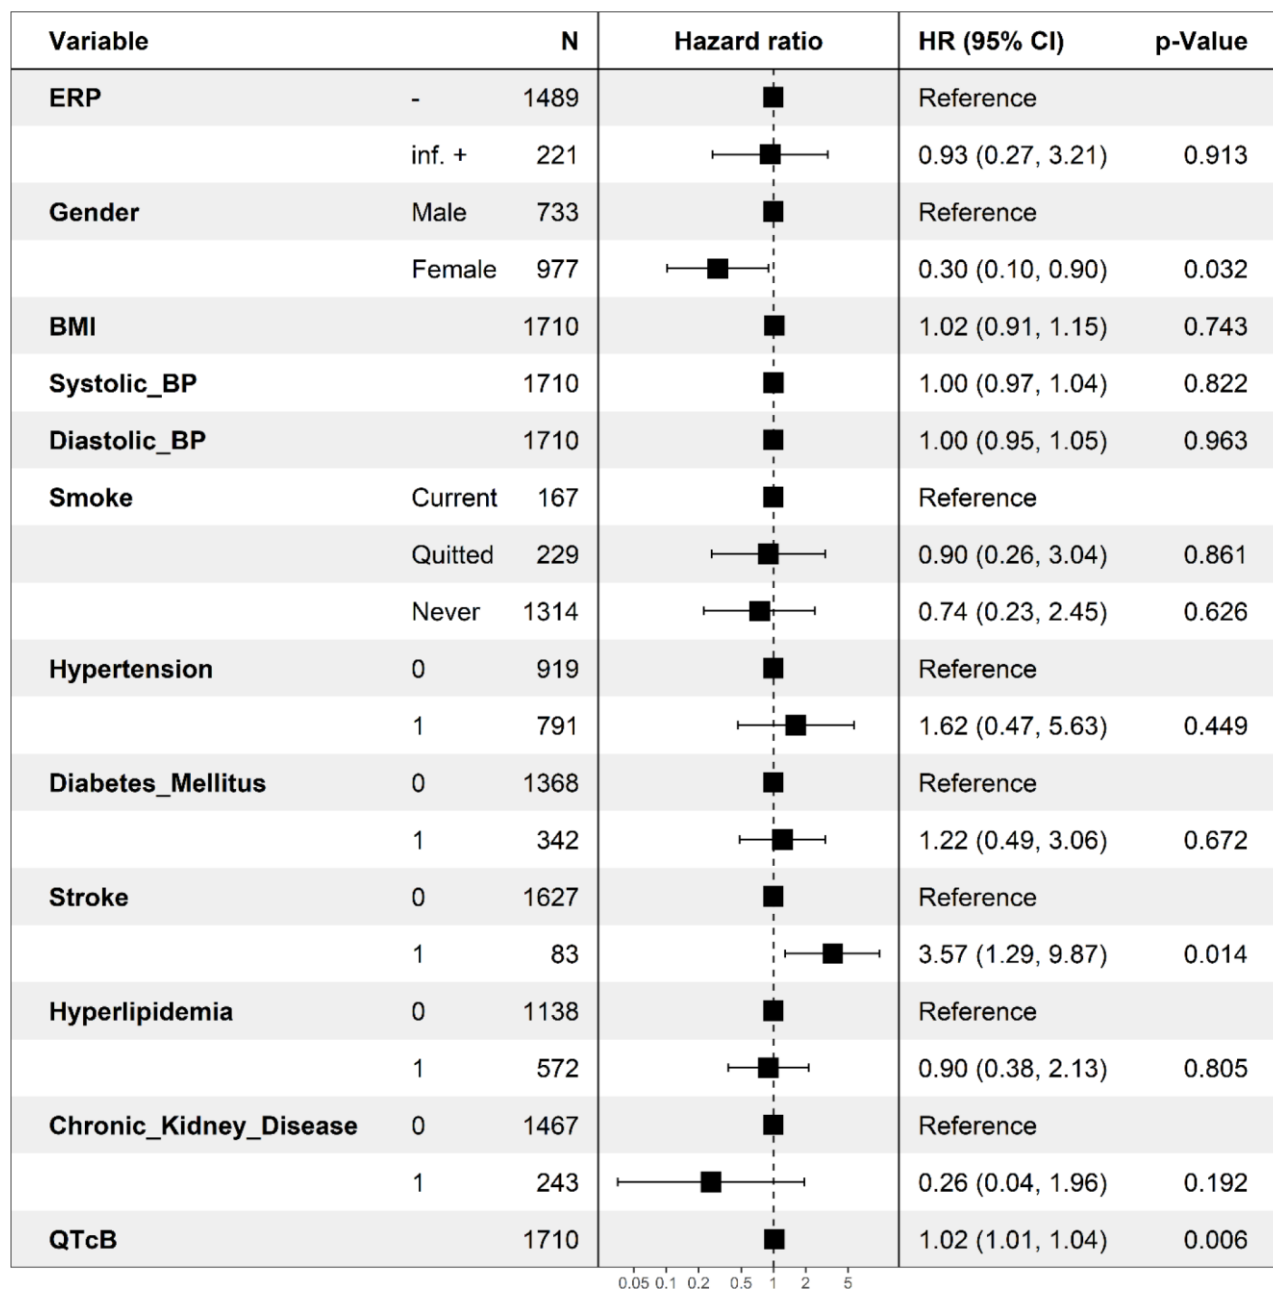 Variable N Hazard ratio HR (95% CI) p-Value
ERP - 1489 Reference
inf. + 221 0.93 (0.27, 3.21) 0.913
Gender Male 733 Reference
Female 977 0.30 (0.10, 0.90) 0.032
BMI 1710 1.02 (0.91, 1.15) 0.743
Systolic_BP 1710 1.00 (0.97, 1.04) 0.822
Diastolic_BP 1710 1.00 (0.95, 1.05) 0.963
Smoke Current 167 Reference
Quitted 229 0.90 (0.26, 3.04) 0.861
Never 1314 0.74 (0.23, 2.45) 0.626
Hypertension 0 919 Reference
1 791 1.62 (0.47, 5.63) 0.449
Diabetes_Mellitus 0 1368 Reference
1 342 1.22 (0.49, 3.06) 0.672
Stroke 0 1627 Reference
1 83 3.57 (1.29, 9.87) 0.014
Hyperlipidemia 0 1138 Reference
1 572 0.90 (0.38, 2.13) 0.805
Chronic_Kidney_Disease 0 1467 Reference
1 243 0.26 (0.04, 1.96) 0.192
QTcB 1710 1.02 (1.01, 1.04) 0.006
0.05 0.1 0.2 0.5 1 2 5